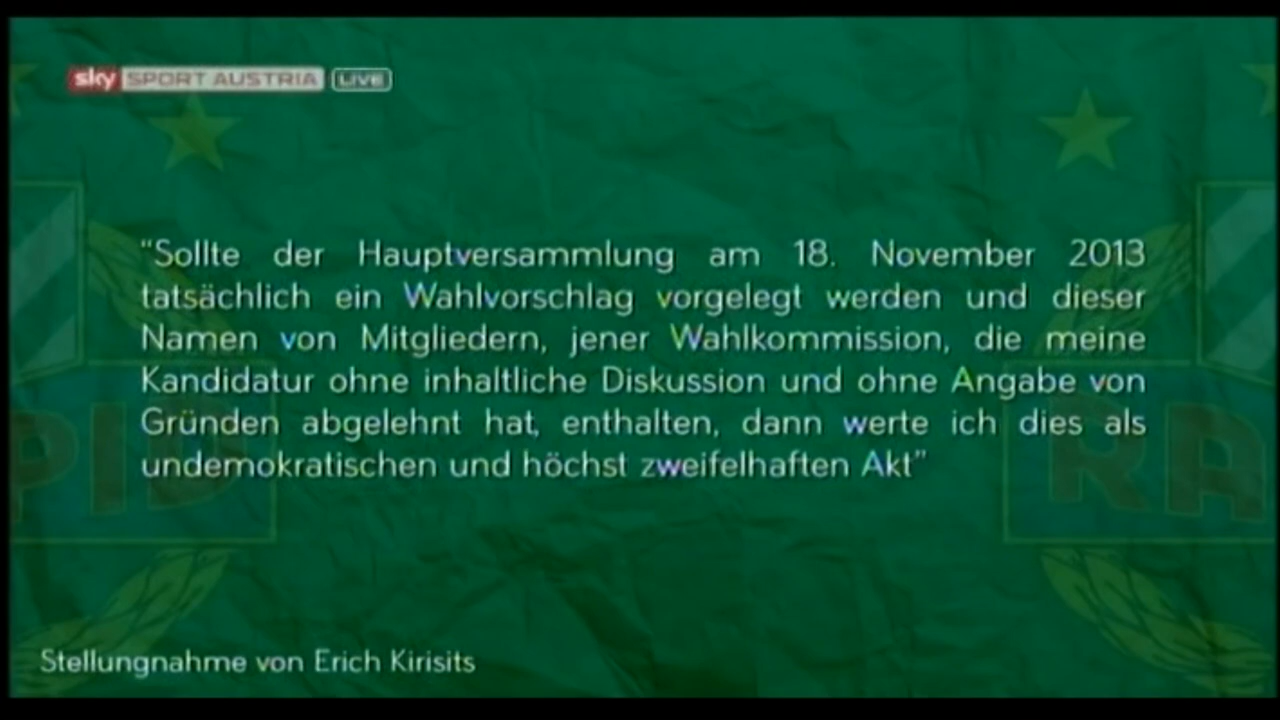 sky SPORT AUSTRIA LIVE
“Sollte der Hauptversammlung am 18. November 2013
tatsächlich ein Wahlvorschlag vorgelegt werden und dieser
Namen von Mitgliedern, jener Wahlkommission, die meine
Kandidatur ohne inhaltliche Diskussion und ohne Angabe von
Gründen abgelehnt hat, enthalten, dann werte ich dies als
undemokratischen und höchst zweifelhaften Akt”
PID
RA
Stellungnahme von Erich Kirisits